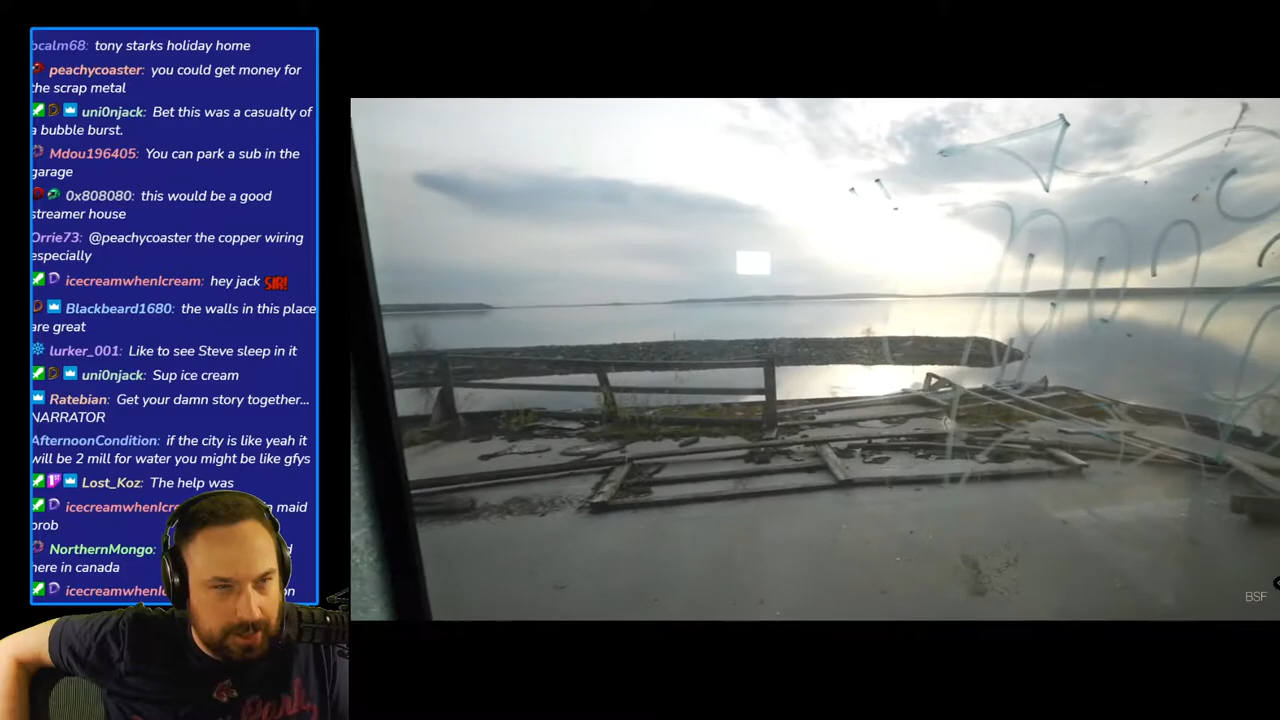 bcalm68: tony starks holiday home
peachycoaster: you could get money for
the scrap metal
uni0njack: Bet this was a casualty of
a bubble burst.
Mdou196405: You can park a sub in the
garage
0x808080: this would be a good
streamer house
Orrie73: @peachycoaster the copper wiring
especially
icecreamwhenIcream: hey jack SIR!
Blackbeard1680: the walls in this place
are great
lurker_001: Like to see Steve sleep in it
uni0njack: Sup ice cream
Ratebian: Get your damn story together...
NARRATOR
AfternoonCondition: if the city is like yeah it
will be 2 mill for water you might be like gfys
Lost_Koz: The help was
maid
prob
NorthernMongo:
here in canada
BSF